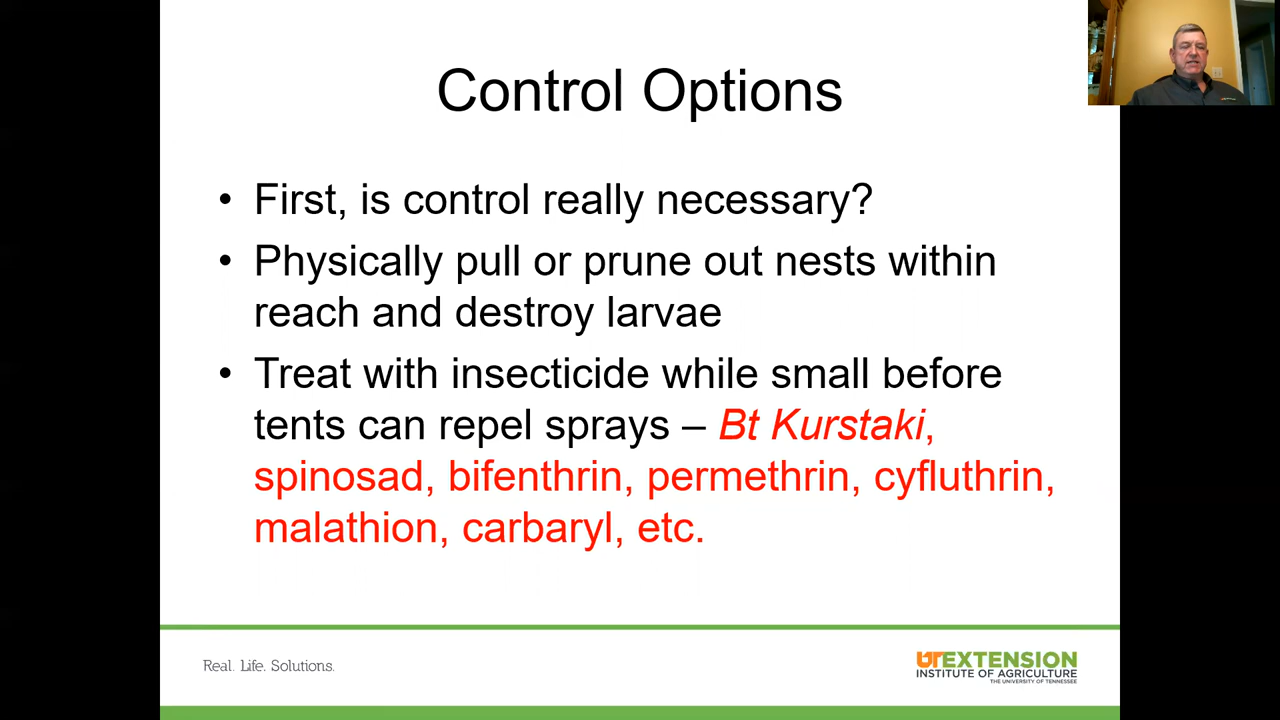 Control Options
• First, is control really necessary?
• Physically pull or prune out nests within
reach and destroy larvae
• Treat with insecticide while small before
tents can repel sprays – Bt Kurstaki,
spinosad, bifenthrin, permethrin, cyfluthrin,
malathion, carbaryl, etc.
Real. Life. Solutions.
UT EXTENSION
INSTITUTE OF AGRICULTURE
THE UNIVERSITY OF TENNESSEE